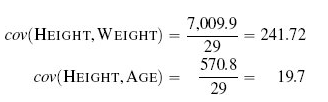 cov(HEIGHT, WEIGHT) = 7,009.9 / 29 = 241.72
cov(HEIGHT, AGE) = 570.8 / 29 = 19.7